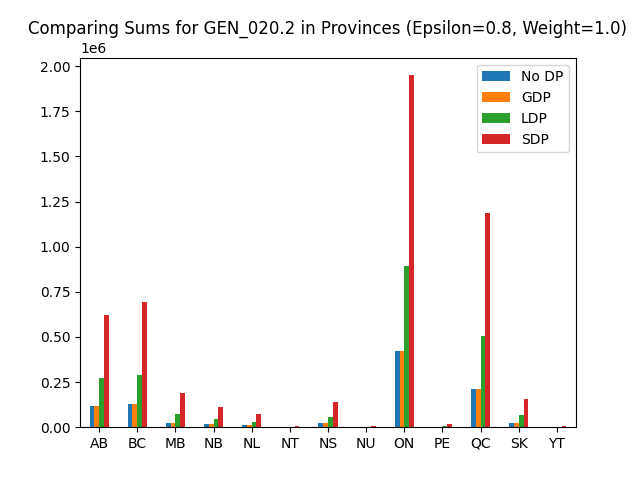 Comparing Sums for GEN_020.2 in Provinces (Epsilon=0.8, Weight=1.0)
1e6
No DP
GDP
LDP
SDP
2.00
1.75
1.50
1.25
1.00
0.75
0.50
0.25
0.00
AB BC MB NB NL NT NS NU ON PE QC SK YT